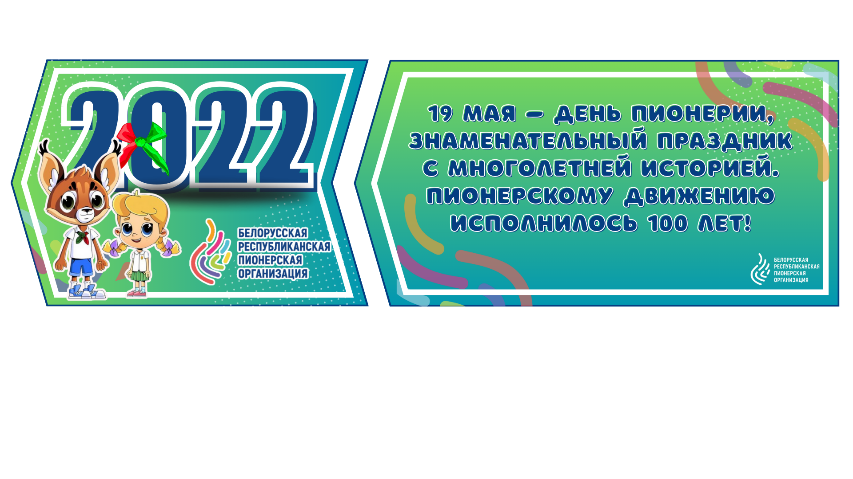 2022
БЕЛОРУССКАЯ
РЕСПУБЛИКАНСКАЯ
ПИОНЕРСКАЯ
ОРГАНИЗАЦИЯ
19 МАЯ – ДЕНЬ ПИОНЕРИИ,
ЗНАМЕНАТЕЛЬНЫЙ ПРАЗДНИК
С МНОГОЛЕТНЕЙ ИСТОРИЕЙ.
ПИОНЕРСКОМУ ДВИЖЕНИЮ
ИСПОЛНИЛОСЬ 100 ЛЕТ!
БЕЛОРУССКАЯ
РЕСПУБЛИКАНСКАЯ
ПИОНЕРСКАЯ
ОРГАНИЗАЦИЯ